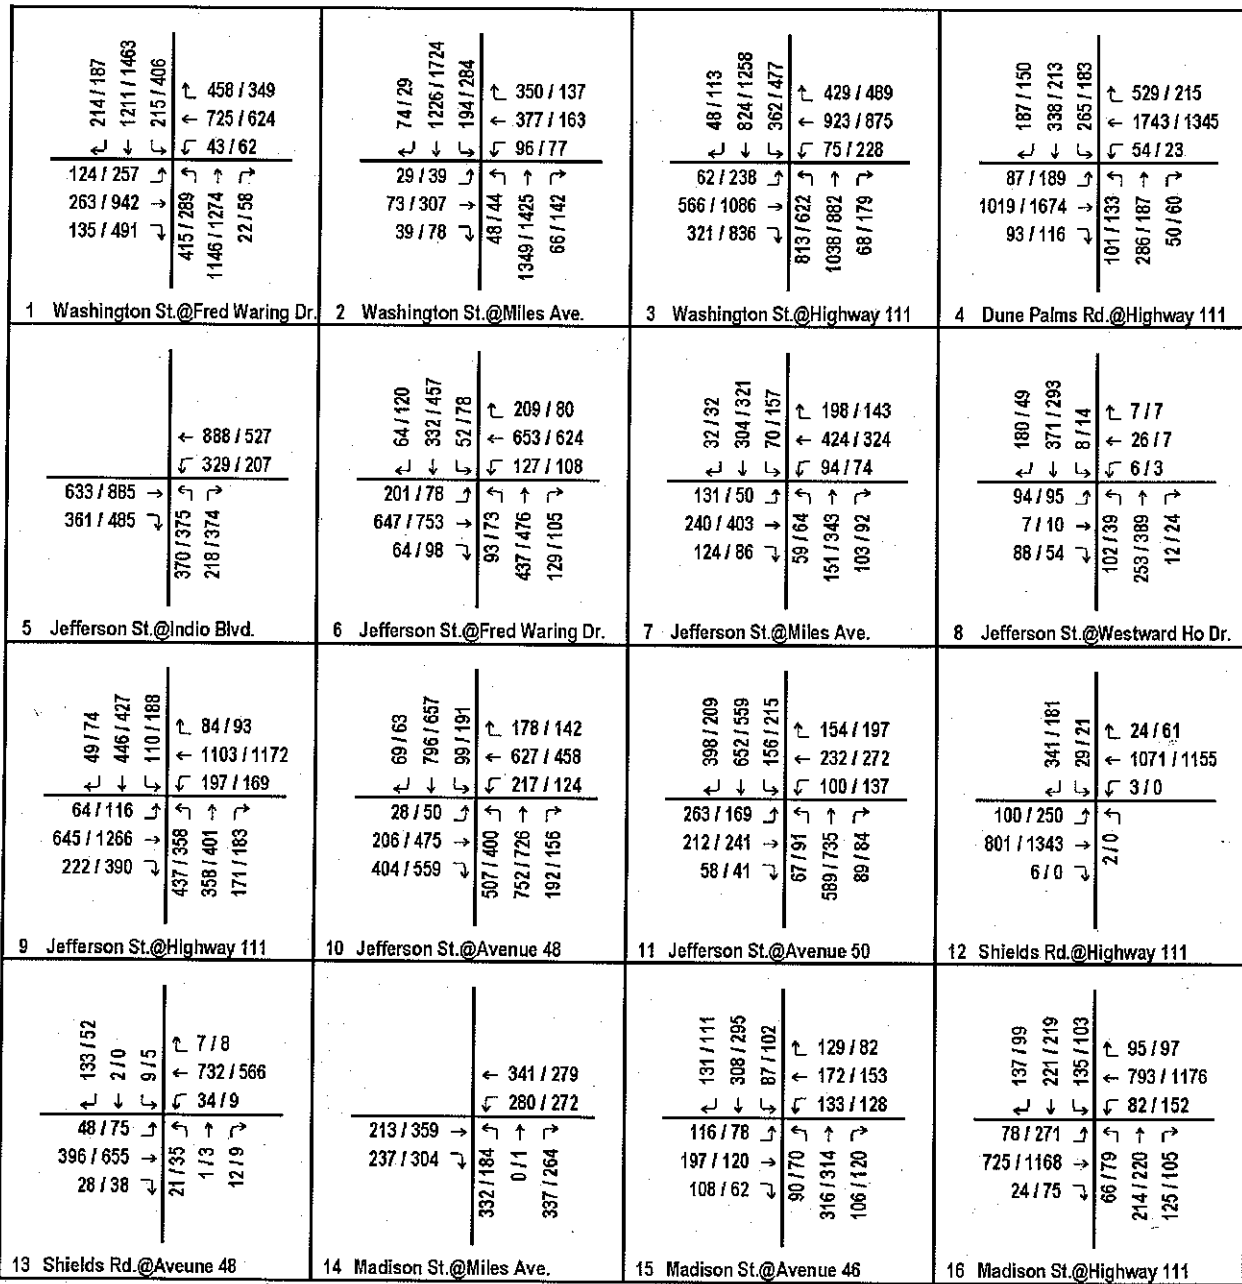 214 / 187
1211 / 1463
215 / 406
458 / 349
725 / 624
43 / 62
124 / 257
263 / 942
135 / 491
415 / 289
1146 / 1274
22 / 58
1 Washington St.@Fred Waring Dr.
74 / 29
1226 / 1724
194 / 284
350 / 137
377 / 163
96 / 77
29 / 39
73 / 307
39 / 78
48 / 44
1349 / 1425
66 / 142
2 Washington St.@Miles Ave.
48 / 113
824 / 1258
362 / 477
429 / 489
923 / 875
75 / 228
62 / 238
566 / 1086
321 / 836
813 / 622
1038 / 882
68 / 179
3 Washington St.@Highway 111
187 / 150
338 / 213
265 / 183
529 / 215
1743 / 1345
54 / 23
87 / 189
1019 / 1674
93 / 116
101 / 133
286 / 187
50 / 60
4 Dune Palms Rd.@Highway 111
888 / 527
329 / 207
633 / 885
361 / 485
370 / 375
218 / 374
5 Jefferson St.@Indio Blvd.
64 / 120
332 / 457
52 / 78
209 / 80
653 / 624
127 / 108
201 / 78
647 / 753
64 / 98
93 / 73
437 / 476
129 / 105
6 Jefferson St.@Fred Waring Dr.
32 / 32
304 / 321
70 / 157
198 / 143
424 / 324
94 / 74
131 / 50
240 / 403
124 / 86
59 / 64
151 / 343
103 / 92
7 Jefferson St.@Miles Ave.
180 / 49
371 / 293
8 / 14
7 / 7
26 / 7
6 / 3
94 / 95
7 / 10
88 / 54
102 / 39
253 / 389
12 / 24
8 Jefferson St.@Westward Ho Dr.
49 / 74
446 / 427
110 / 188
84 / 93
1103 / 1172
197 / 169
64 / 116
645 / 1266
222 / 390
437 / 358
358 / 401
171 / 183
9 Jefferson St.@Highway 111
69 / 63
796 / 657
99 / 191
178 / 142
627 / 458
217 / 124
28 / 50
206 / 475
404 / 559
507 / 400
752 / 726
192 / 156
10 Jefferson St.@Avenue 48
398 / 209
652 / 559
156 / 215
154 / 197
232 / 272
100 / 137
263 / 169
212 / 241
58 / 41
67 / 91
589 / 735
89 / 84
11 Jefferson St.@Avenue 50
341 / 181
29 / 21
24 / 61
1071 / 1155
3 / 0
100 / 250
801 / 1343
6 / 0
2 / 0
12 Shields Rd.@Highway 111
133 / 52
2 / 0
9 / 5
7 / 8
732 / 566
34 / 9
48 / 75
396 / 655
28 / 38
21 / 35
1 / 3
12 / 9
13 Shields Rd.@Aveune 48
341 / 279
280 / 272
213 / 359
237 / 304
332 / 184
0 / 1
337 / 264
14 Madison St.@Miles Ave.
131 / 111
308 / 295
87 / 102
129 / 82
172 / 153
133 / 128
116 / 78
197 / 120
108 / 62
90 / 70
316 / 314
106 / 120
15 Madison St.@Avenue 46
137 / 99
221 / 219
135 / 103
95 / 97
793 / 1176
82 / 152
78 / 271
725 / 1168
24 / 75
66 / 79
214 / 220
125 / 105
16 Madison St.@Highway 111